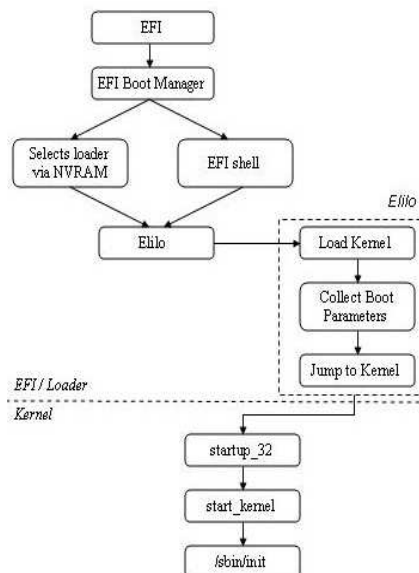 EFI
EFI Boot Manager
Selects loader
via NVRAM
EFI shell
Elilo
Elilo
Load Kernel
Collect Boot
Parameters
Jump to Kernel
EFI / Loader
Kernel
startup_32
start_kernel
/sbin/init